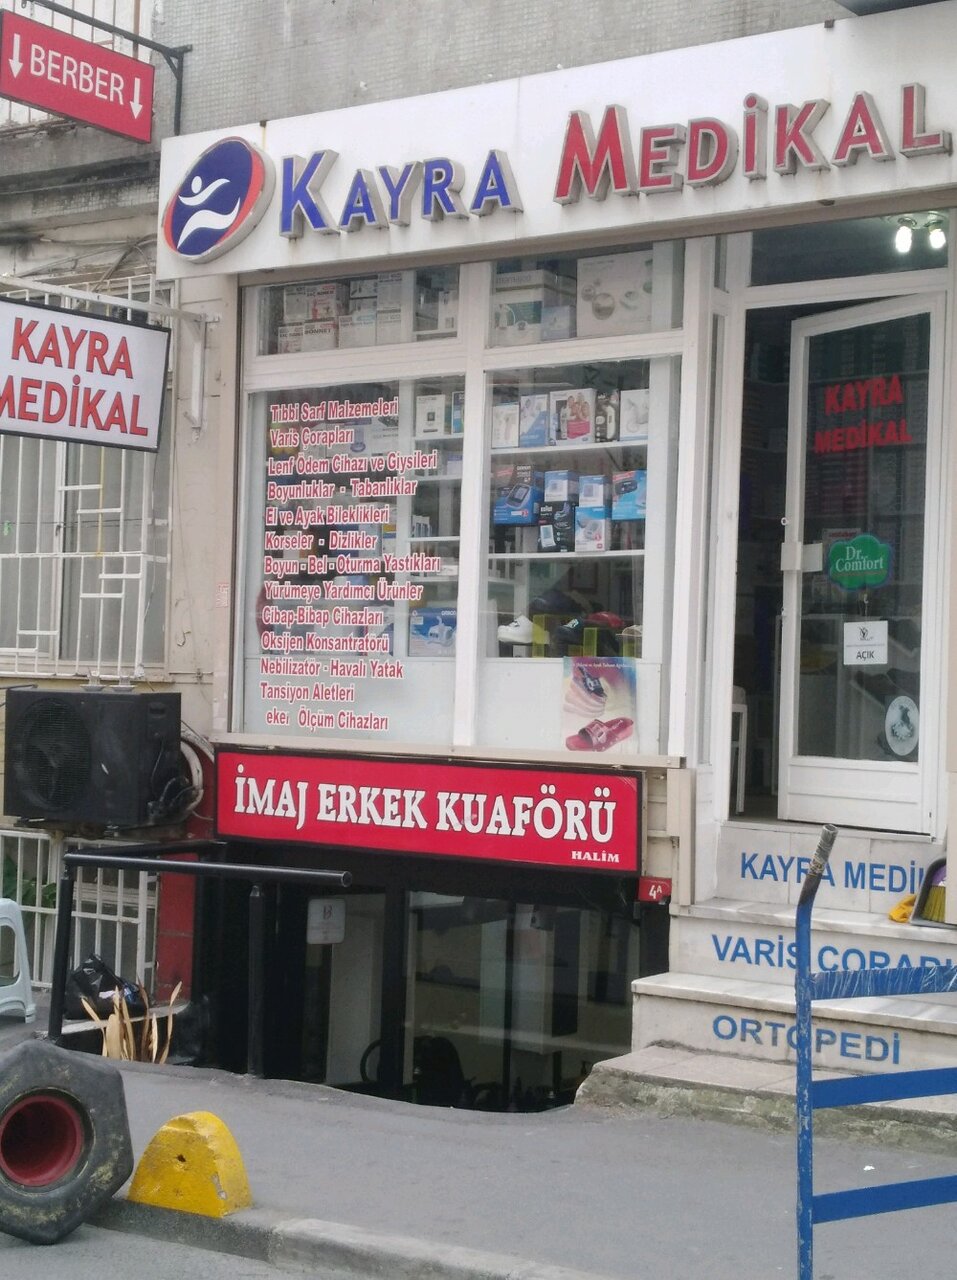 BERBER
KAYRA MEDİKAL
KAYRA
MEDİKAL
Tıbbi Sarf Malzemeleri
Varis Çorapları
Lenf Ödem Cihazı ve Giysileri
Boyunluklar - Tabanlıklar
El ve Ayak Bileklikleri
Korseler - Dizlikler
Boyun - Bel - Oturma Yastıkları
Yürümeye Yardımcı Ürünler
Cibap-Bibap Cihazları
Oksijen Konsantratörü
Nebilizatör - Havalı Yatak
Tansiyon Aletleri
eker Ölçüm Cihazları
KAYRA
MEDİKAL
Dr.
Comfort
AÇIK
İMAJ ERKEK KUAFÖRÜ
HALİM
4A
KAYRA MEDİ
VARİS ÇORAPL
ORTOPEDİ